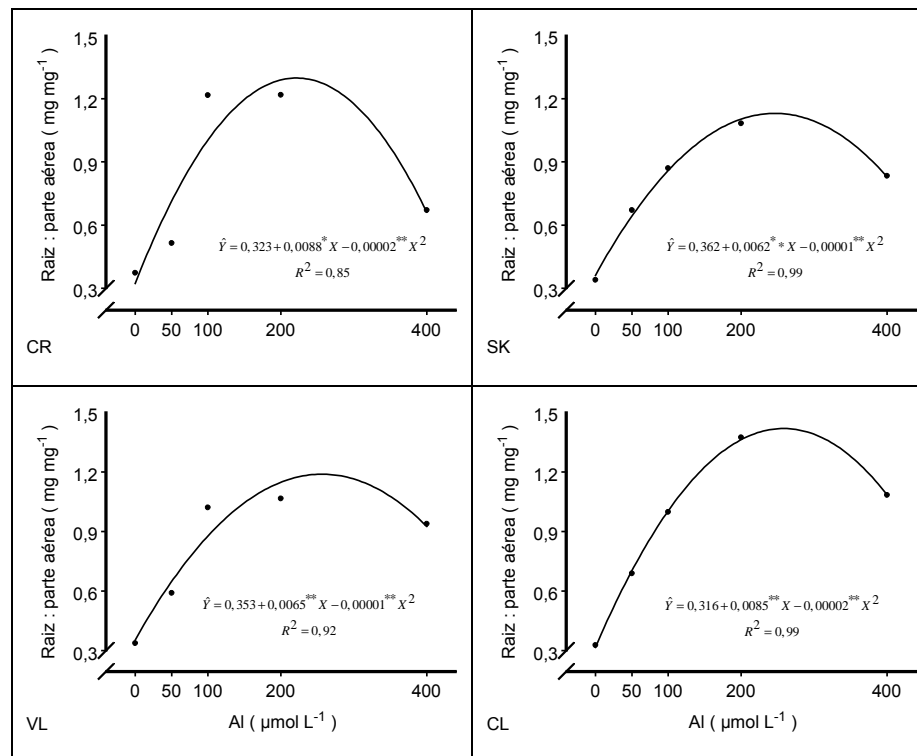 1,5
1,2
0,9
0,6
0,3
Raiz : parte aérea ( mg mg⁻¹ )
Ŷ = 0,323 + 0,0088* X − 0,00002** X²
R² = 0,85
0 50 100 200 400
CR
1,5
1,2
0,9
0,6
0,3
Raiz : parte aérea ( mg mg⁻¹ )
Ŷ = 0,362 + 0,0062* * X − 0,00001** X²
R² = 0,99
0 50 100 200 400
SK
1,5
1,2
0,9
0,6
0,3
Raiz : parte aérea ( mg mg⁻¹ )
Ŷ = 0,353 + 0,0065** X − 0,00001** X²
R² = 0,92
0 50 100 200 400
VL Al ( µmol L⁻¹ )
1,5
1,2
0,9
0,6
0,3
Raiz : parte aérea ( mg mg⁻¹ )
Ŷ = 0,316 + 0,0085** X − 0,00002** X²
R² = 0,99
0 50 100 200 400
CL Al ( µmol L⁻¹ )